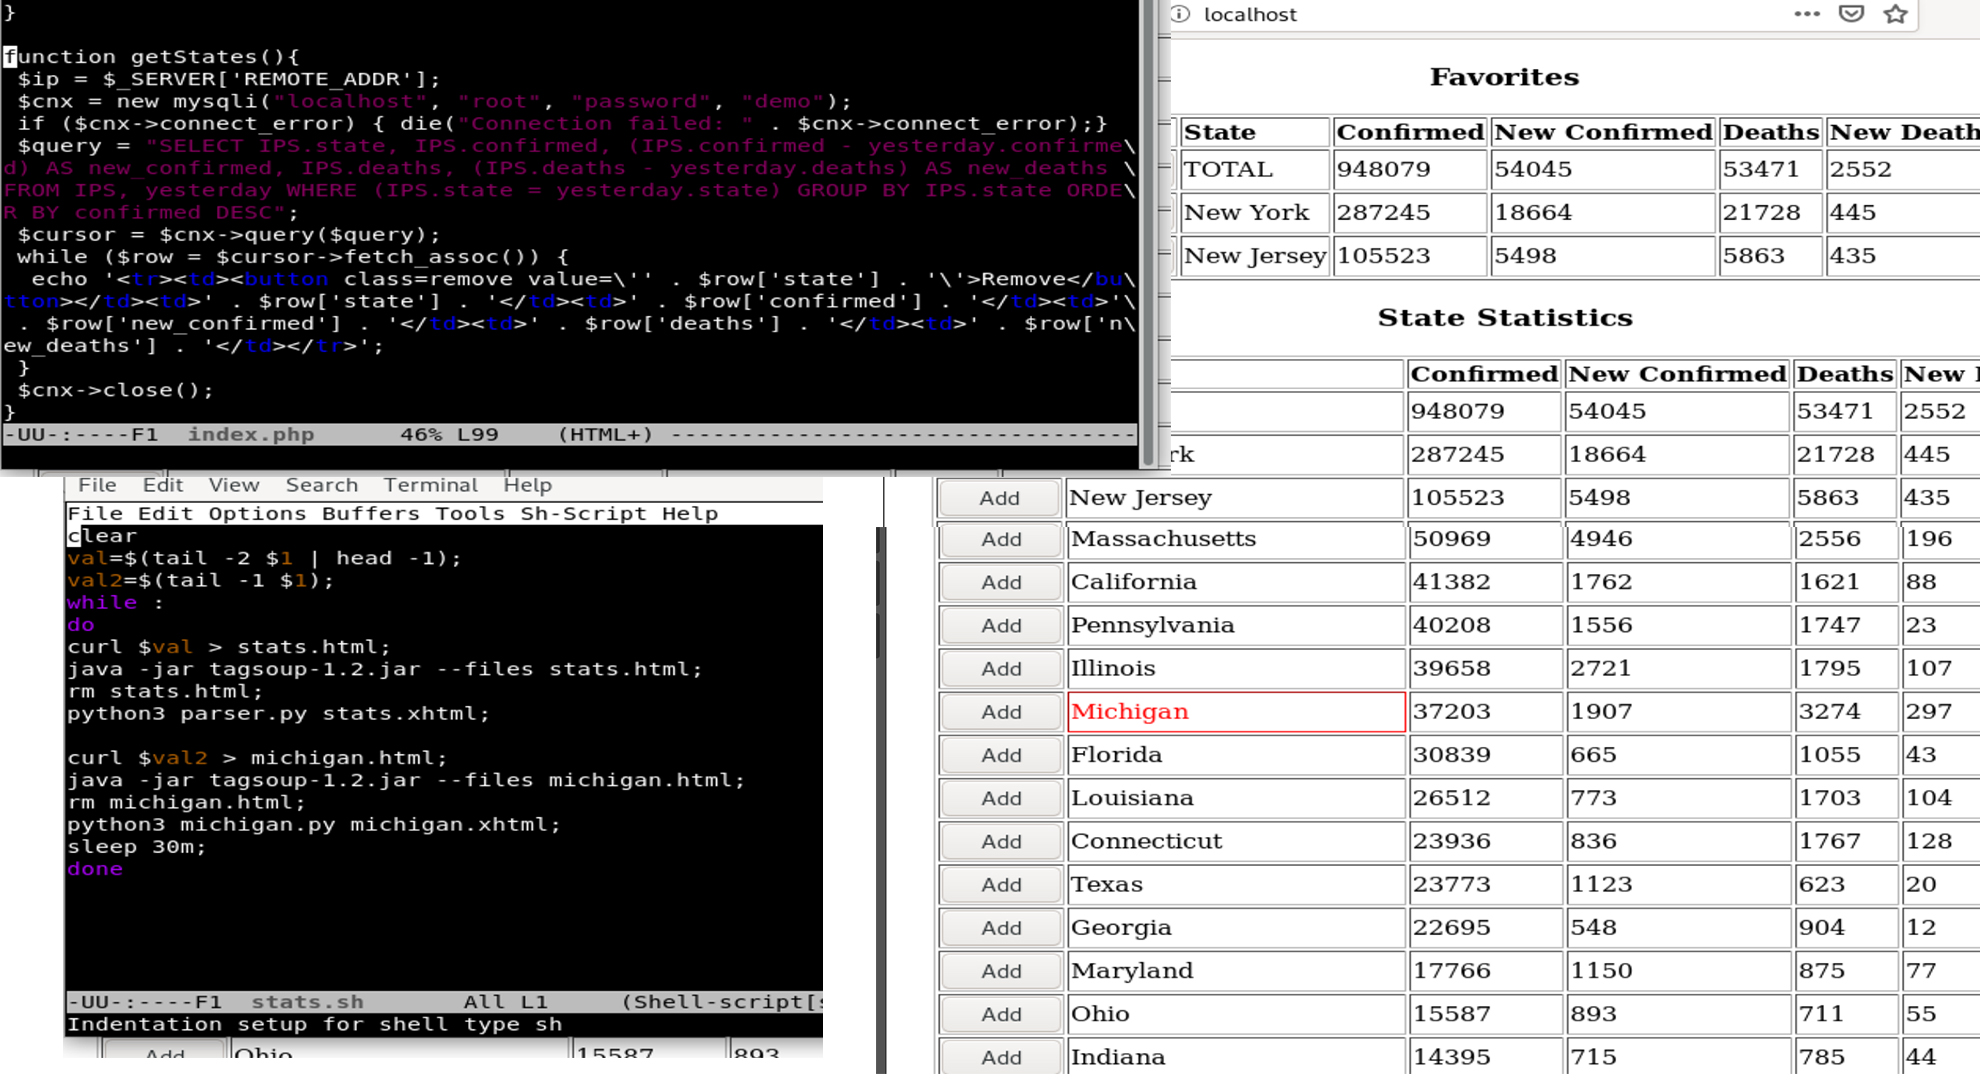 }
function getStates(){
$ip = $_SERVER['REMOTE_ADDR'];
$cnx = new mysqli("localhost", "root", "password", "demo");
if ($cnx->connect_error) { die("Connection failed: " . $cnx->connect_error);}
$query = "SELECT IPS.state, IPS.confirmed, (IPS.confirmed - yesterday.confirme\
d) AS new_confirmed, IPS.deaths, (IPS.deaths - yesterday.deaths) AS new_deaths \
FROM IPS, yesterday WHERE (IPS.state = yesterday.state) GROUP BY IPS.state ORDE\
R BY confirmed DESC";
$cursor = $cnx->query($query);
while ($row = $cursor->fetch_assoc()) {
echo '<tr><td><button class=remove value=\'' . $row['state'] . '\'>Remove</bu\
tton></td><td>' . $row['state'] . '</td><td>' . $row['confirmed'] . '</td><td>'\
. $row['new_confirmed'] . '</td><td>' . $row['deaths'] . '</td><td>' . $row['n\
ew_deaths'] . '</td></tr>';
}
$cnx->close();
}
-UU-:----F1 index.php 46% L99 (HTML+) ---------------------------------
File Edit View Search Terminal Help
File Edit Options Buffers Tools Sh-Script Help
clear
val=$(tail -2 $1 | head -1);
val2=$(tail -1 $1);
while :
do
curl $val > stats.html;
java -jar tagsoup-1.2.jar --files stats.html;
rm stats.html;
python3 parser.py stats.xhtml;
curl $val2 > michigan.html;
java -jar tagsoup-1.2.jar --files michigan.html;
rm michigan.html;
python3 michigan.py michigan.xhtml;
sleep 30m;
done
-UU-:----F1 stats.sh All L1 (Shell-script[
Indentation setup for shell type sh
Add Ohio 15587 893
localhost
Favorites
State Confirmed New Confirmed Deaths New Death
TOTAL 948079 54045 53471 2552
New York 287245 18664 21728 445
New Jersey 105523 5498 5863 435
State Statistics
Confirmed New Confirmed Deaths New
948079 54045 53471 2552
rk 287245 18664 21728 445
Add New Jersey 105523 5498 5863 435
Add Massachusetts 50969 4946 2556 196
Add California 41382 1762 1621 88
Add Pennsylvania 40208 1556 1747 23
Add Illinois 39658 2721 1795 107
Add Michigan 37203 1907 3274 297
Add Florida 30839 665 1055 43
Add Louisiana 26512 773 1703 104
Add Connecticut 23936 836 1767 128
Add Texas 23773 1123 623 20
Add Georgia 22695 548 904 12
Add Maryland 17766 1150 875 77
Add Ohio 15587 893 711 55
Add Indiana 14395 715 785 44